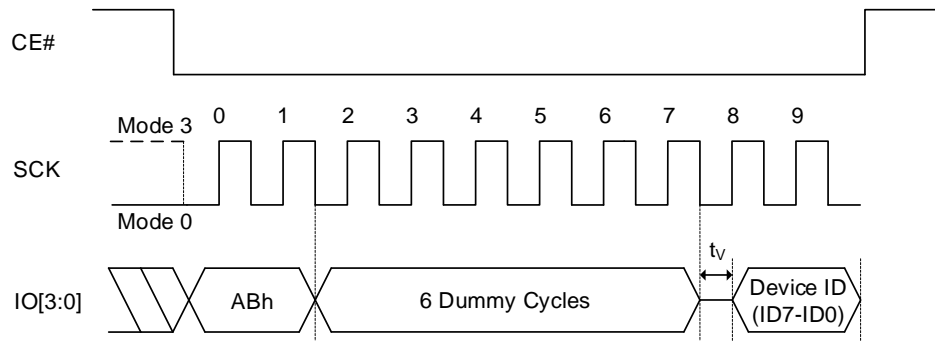 CE#
0 1 2 3 4 5 6 7 8 9
Mode 3
SCK
Mode 0
tV
IO[3:0]
ABh
6 Dummy Cycles
Device ID
(ID7-ID0)